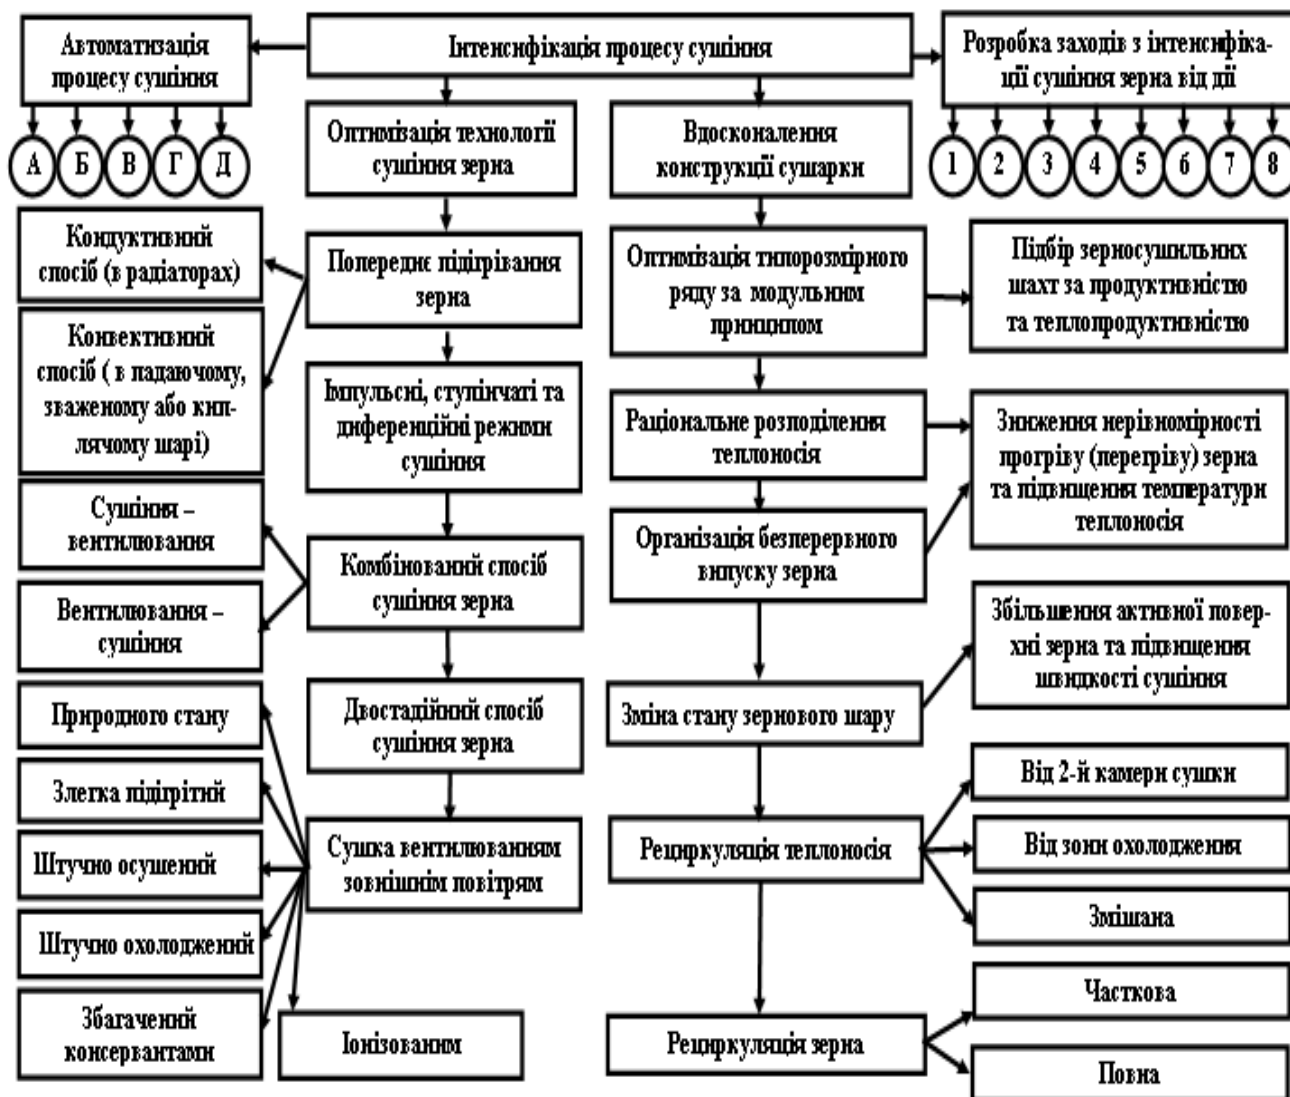 Автоматизація
процесу сушіння
Інтенсифікація процесу сушіння
Розробка заходів з інтенсифіка-
ції сушіння зерна від дії
А
Б
В
Г
Д
1
2
3
4
5
6
7
8
Оптимізація технології
сушіння зерна
Вдосконалення
конструкції сушарки
Кондуктивний
спосіб (в радіаторах)
Попереднє підігрівання
зерна
Оптимізація типорозмірного
ряду за модульним
принципом
Підбір зерносушильних
шахт за продуктивністю
та теплопродуктивністю
Конвективний
спосіб ( в падаючому,
зваженому або кип-
лячому шарі)
Імпульсні, ступінчаті та
диференційні режими
сушіння
Раціональне розподілення
теплоносія
Зниження нерівномірності
прогріву (перегріву) зерна
та підвищення температури
теплоносія
Сушіння –
вентилювання
Комбінований спосіб
сушіння зерна
Організація безперервного
випуску зерна
Вентилювання –
сушіння
Збільшення активної повер-
хні зерна та підвищення
швидкості сушіння
Природного стану
Двостадійний спосіб
сушіння зерна
Зміна стану зернового шару
Злегка підігрітий
Від 2-й камери сушки
Штучно осушений
Сушка вентилюванням
зовнішнім повітрям
Рециркуляція теплоносія
Від зони охолодження
Штучно охолоджений
Змішана
Збагачений
консервантами
Іонізованим
Рециркуляція зерна
Часткова
Повна